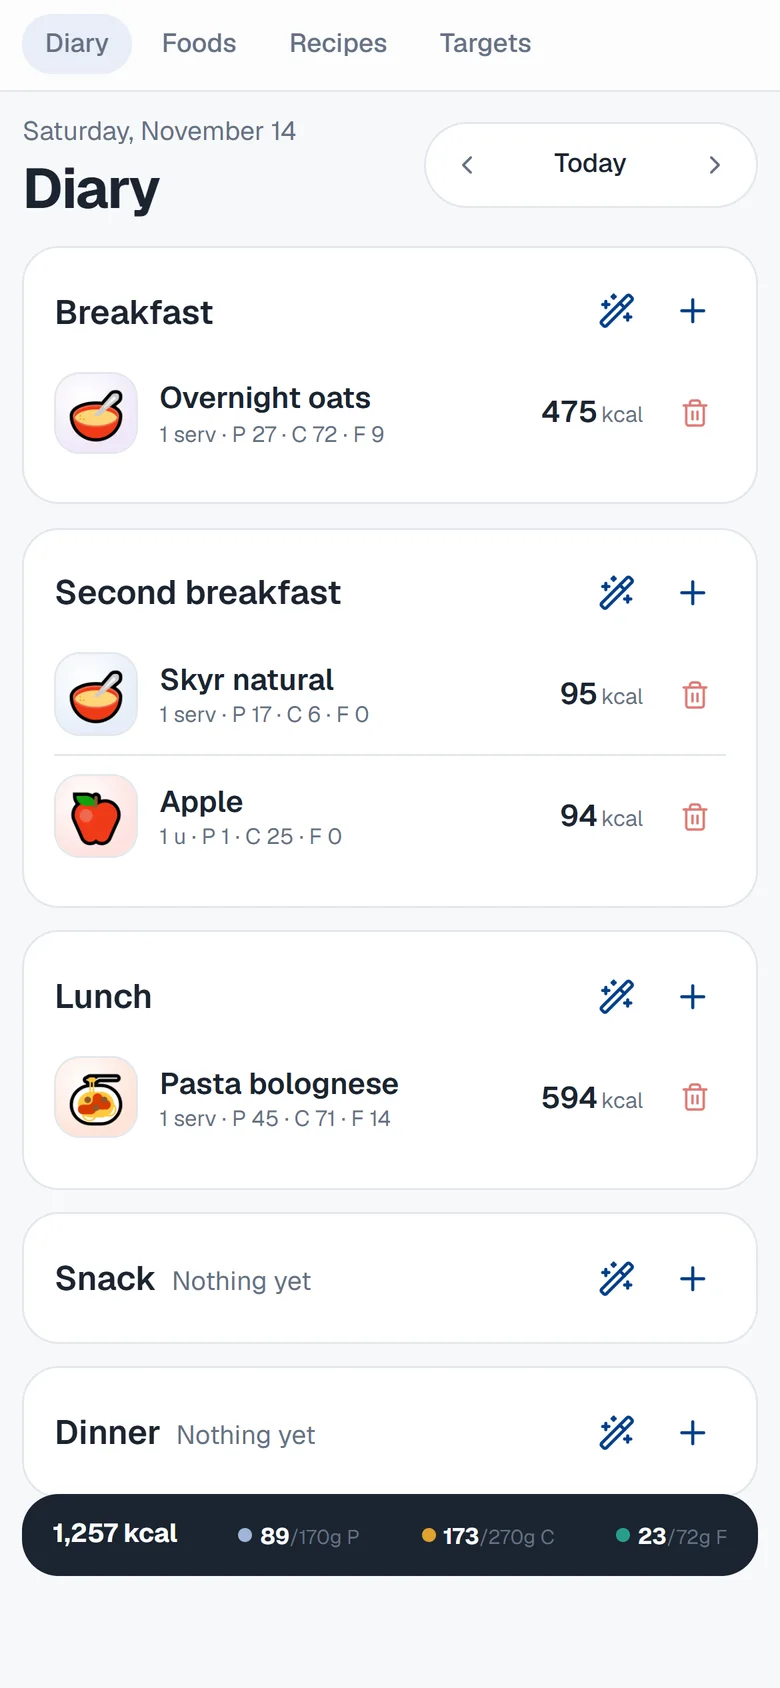 Diary Foods Recipes Targets
Saturday, November 14
Diary
Today
Breakfast
Overnight oats
1 serv · P 27 · C 72 · F 9
475 kcal
Second breakfast
Skyr natural
1 serv · P 17 · C 6 · F 0
95 kcal
Apple
1 u · P 1 · C 25 · F 0
94 kcal
Lunch
Pasta bolognese
1 serv · P 45 · C 71 · F 14
594 kcal
Snack Nothing yet
Dinner Nothing yet
1,257 kcal 89/170g P 173/270g C 23/72g F